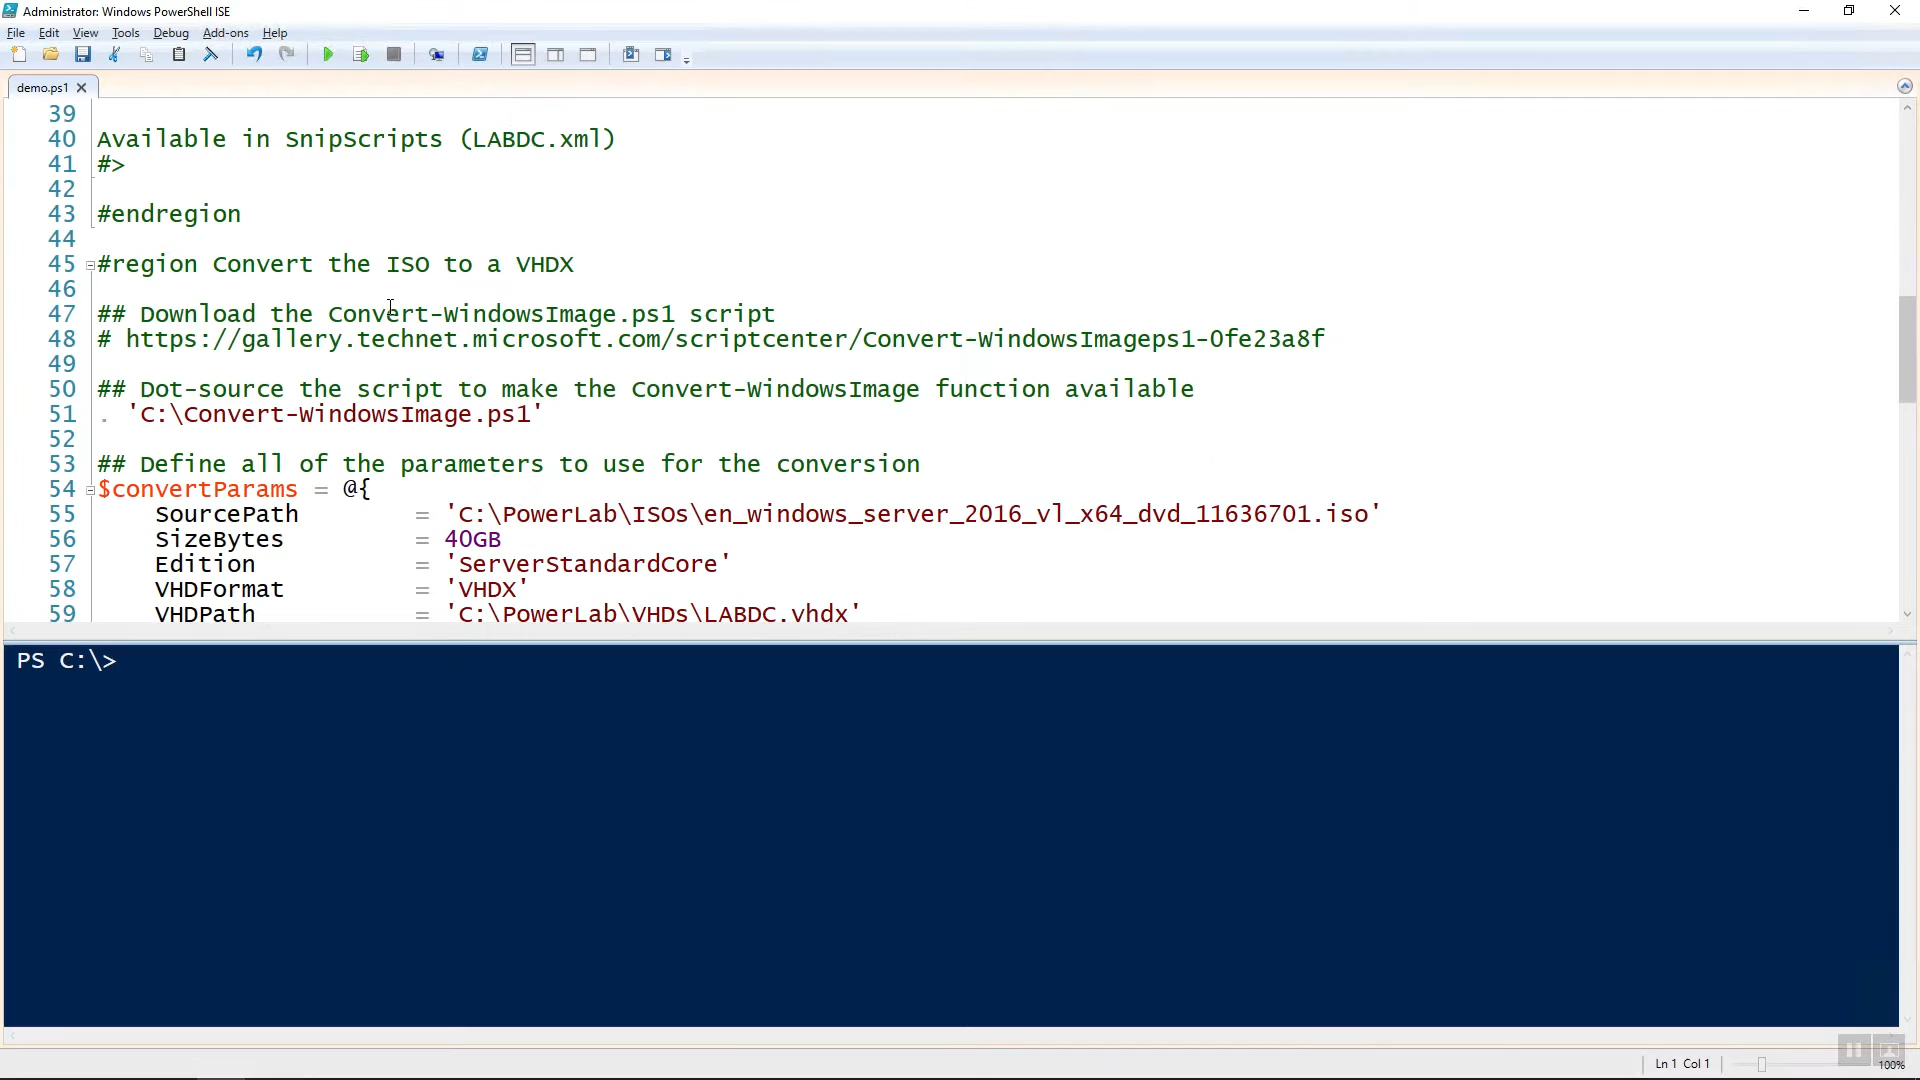 Administrator: Windows PowerShell ISE
File Edit View Tools Debug Add-ons Help
demo.ps1
39
40 Available in SnipScripts (LABDC.xml)
41 #>
42
43 #endregion
44
45 #region Convert the ISO to a VHDX
46
47 ## Download the Convert-WindowsImage.ps1 script
48 # https://gallery.technet.microsoft.com/scriptcenter/Convert-WindowsImageps1-0fe23a8f
49
50 ## Dot-source the script to make the Convert-WindowsImage function available
51 . 'C:\Convert-WindowsImage.ps1'
52
53 ## Define all of the parameters to use for the conversion
54 $convertParams = @{
55 SourcePath = 'C:\PowerLab\ISOs\en_windows_server_2016_vl_x64_dvd_11636701.iso'
56 SizeBytes = 40GB
57 Edition = 'ServerStandardCore'
58 VHDFormat = 'VHDX'
59 VHDPath = 'C:\PowerLab\VHDs\LABDC.vhdx'
PS C:\>
Ln 1 Col 1
100%